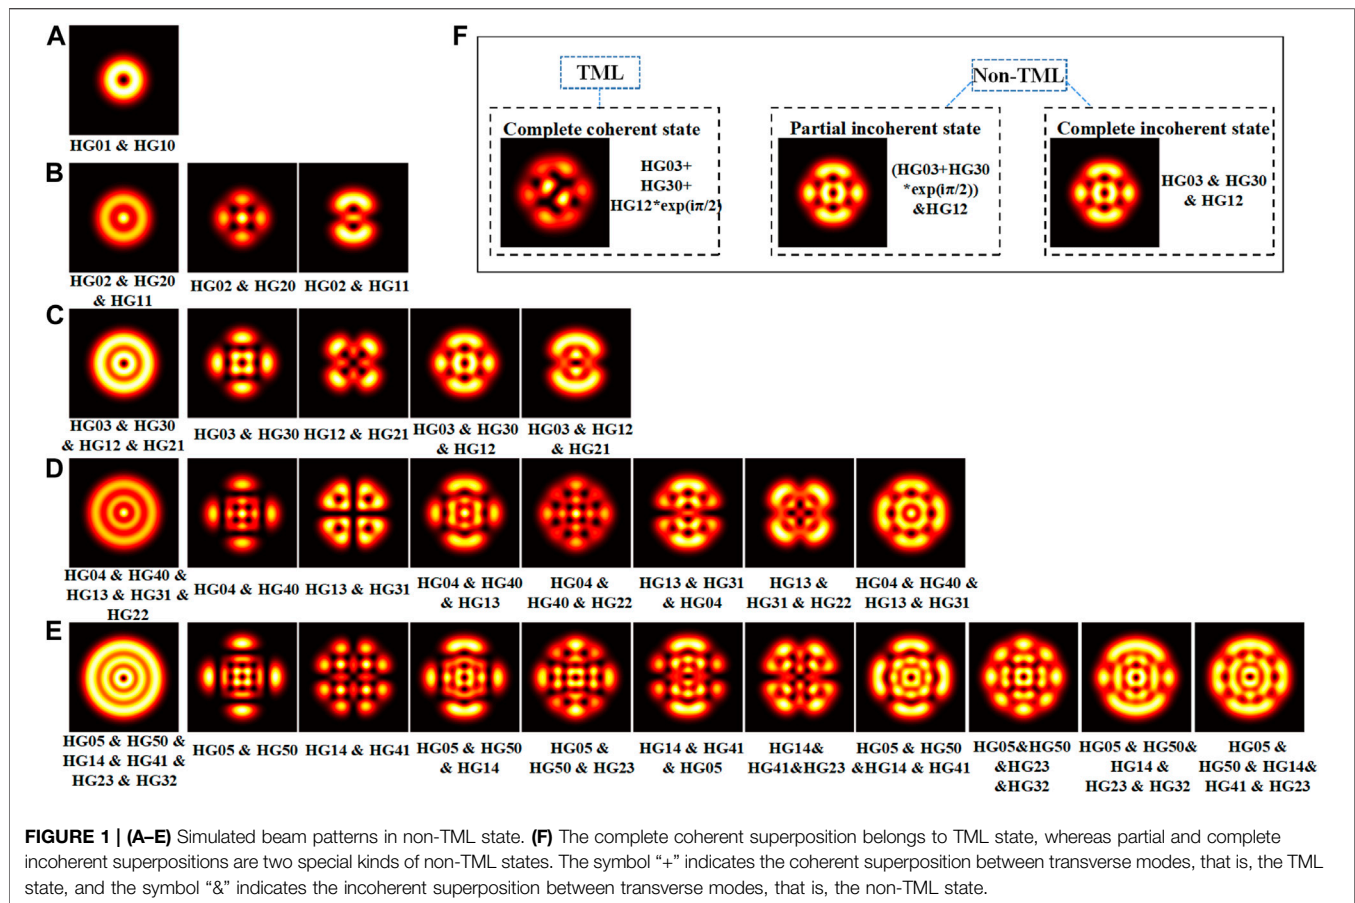 A
HG01 & HG10
B
HG02 & HG20
& HG11
HG02 & HG20
HG02 & HG11
C
HG03 & HG30
& HG12 & HG21
HG03 & HG30
HG12 & HG21
HG03 & HG30
& HG12
HG03 & HG12
& HG21
D
HG04 & HG40 &
HG13 & HG31 &
HG22
HG04 & HG40
HG13 & HG31
HG04 & HG40
& HG13
HG04 &
HG40 & HG22
HG13 & HG31
& HG04
HG13 &
HG31 & HG22
HG04 & HG40 &
HG13 & HG31
E
HG05 & HG50 &
HG14 & HG41 &
HG23 & HG32
HG05 & HG50
HG14 & HG41
HG05 & HG50
& HG14
HG05 &
HG50 & HG23
HG14 & HG41
& HG05
HG14&
HG41&HG23
HG05 & HG50
&HG14 & HG41
HG05&HG50
&HG23
&HG32
HG05 & HG50&
HG14 &
HG23 & HG32
HG05 &
HG50 & HG14&
HG41 & HG23
F
TML
Non-TML
Complete coherent state
HG03+
HG30+
HG12*exp(iπ/2)
Partial incoherent state
(HG03+HG30
*exp(iπ/2))
&HG12
Complete incoherent state
HG03 & HG30
& HG12
FIGURE 1 | (A–E) Simulated beam patterns in non-TML state. (F) The complete coherent superposition belongs to TML state, whereas partial and complete
incoherent superpositions are two special kinds of non-TML states. The symbol “+” indicates the coherent superposition between transverse modes, that is, the TML
state, and the symbol “&” indicates the incoherent superposition between transverse modes, that is, the non-TML state.